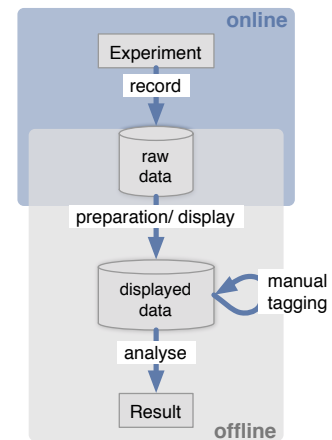 online
Experiment
record
raw
data
preparation/ display
displayed
data
manual
tagging
analyse
Result
offline